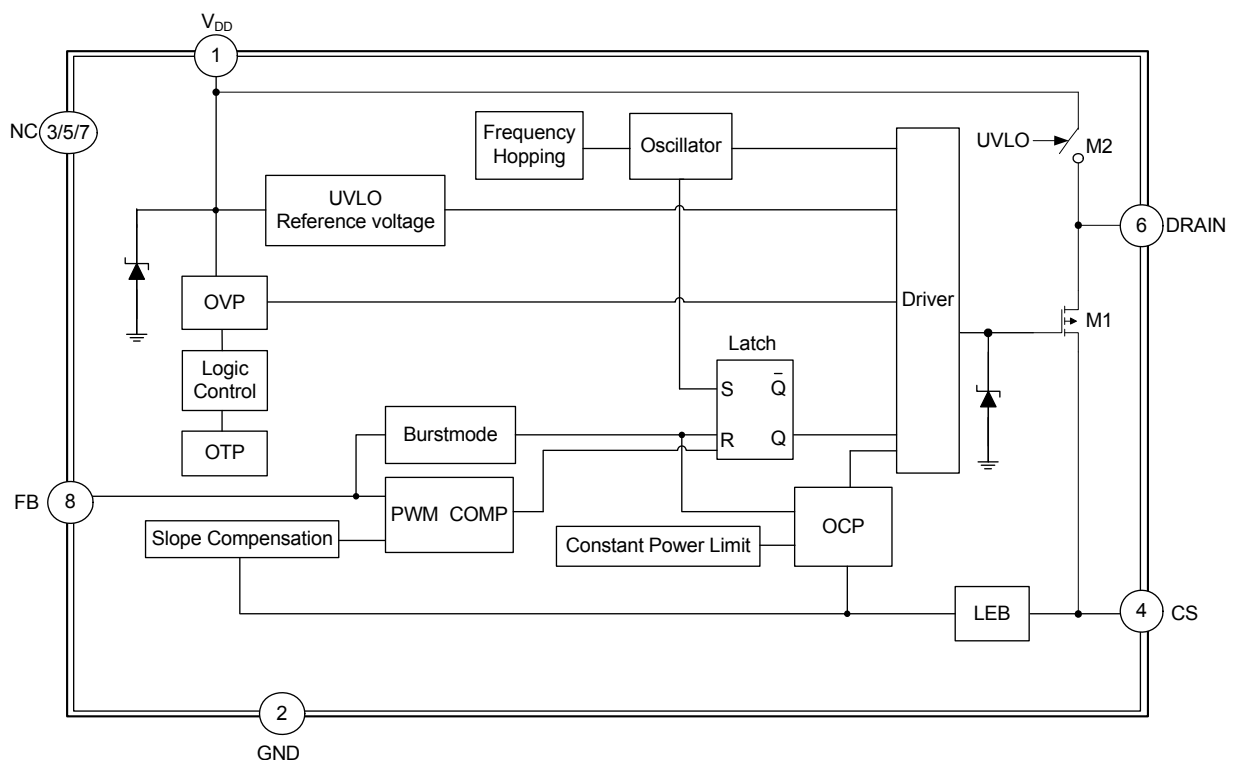 VDD
1
NC 3/5/7
Frequency
Hopping
Oscillator
UVLO
M2
UVLO
Reference voltage
6 DRAIN
OVP
Driver
M1
Latch
Logic
Control
S Q̄
Burstmode
R Q
OTP
FB 8
PWM COMP
OCP
Slope Compensation
Constant Power Limit
LEB
4 CS
2
GND